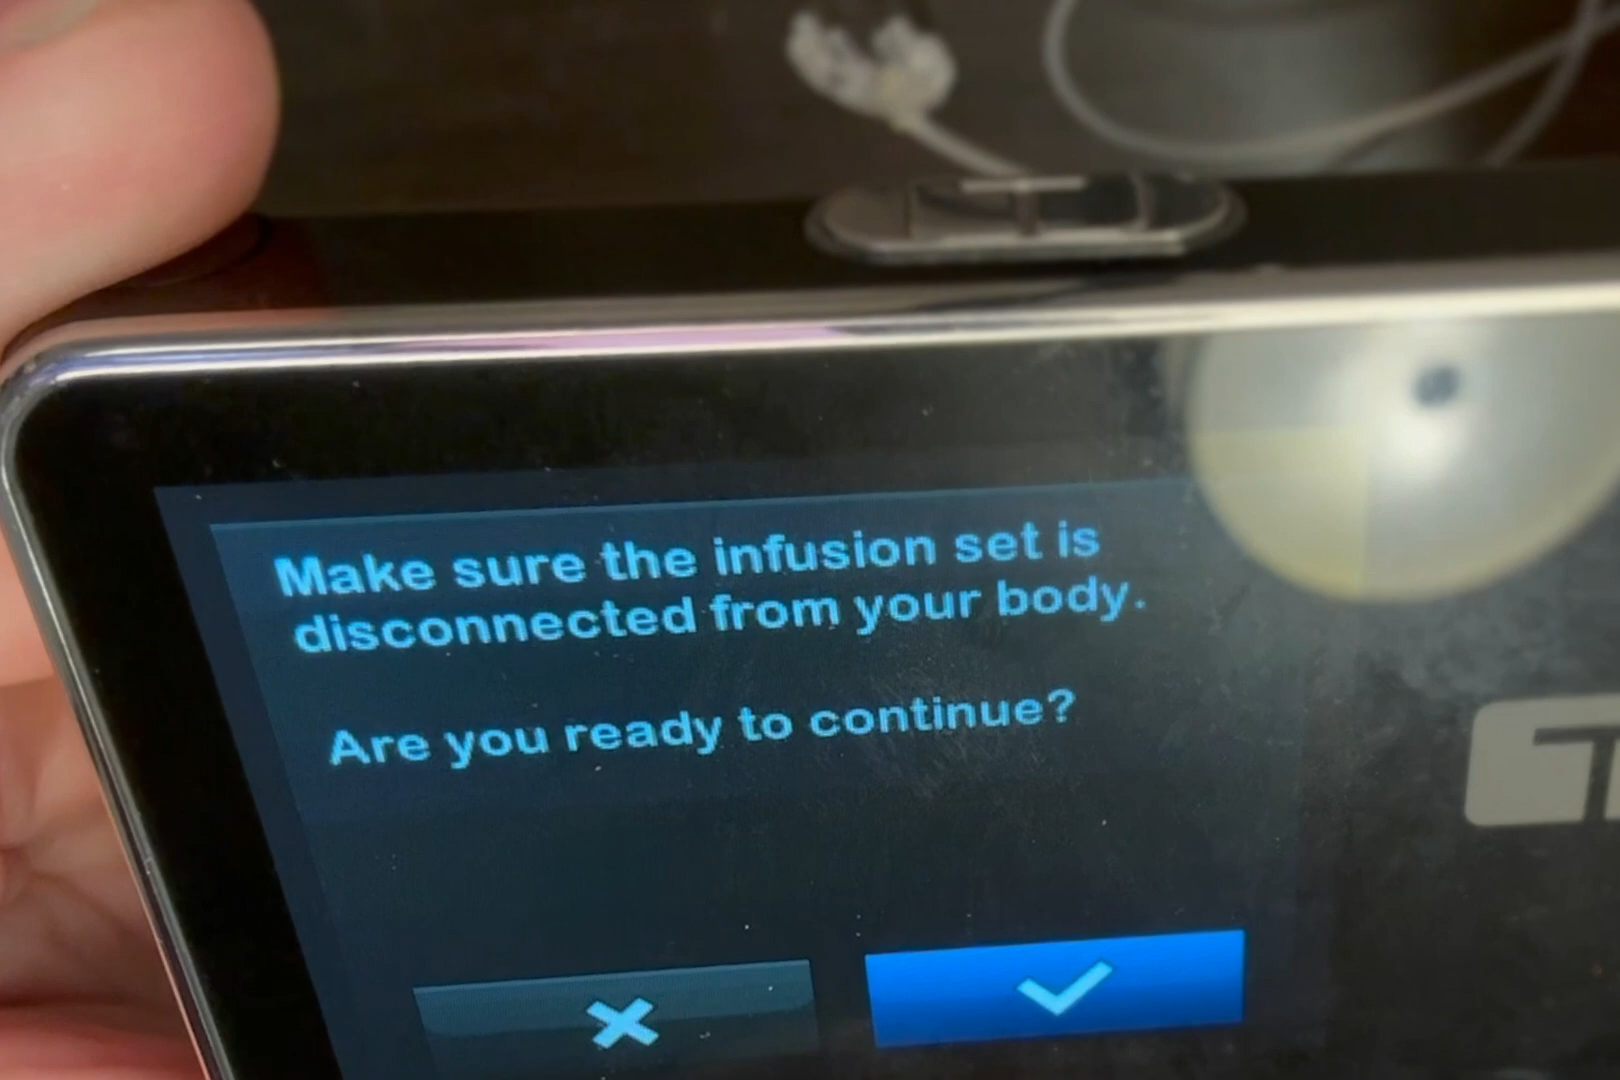 Make sure the infusion set is
disconnected from your body.
Are you ready to continue?